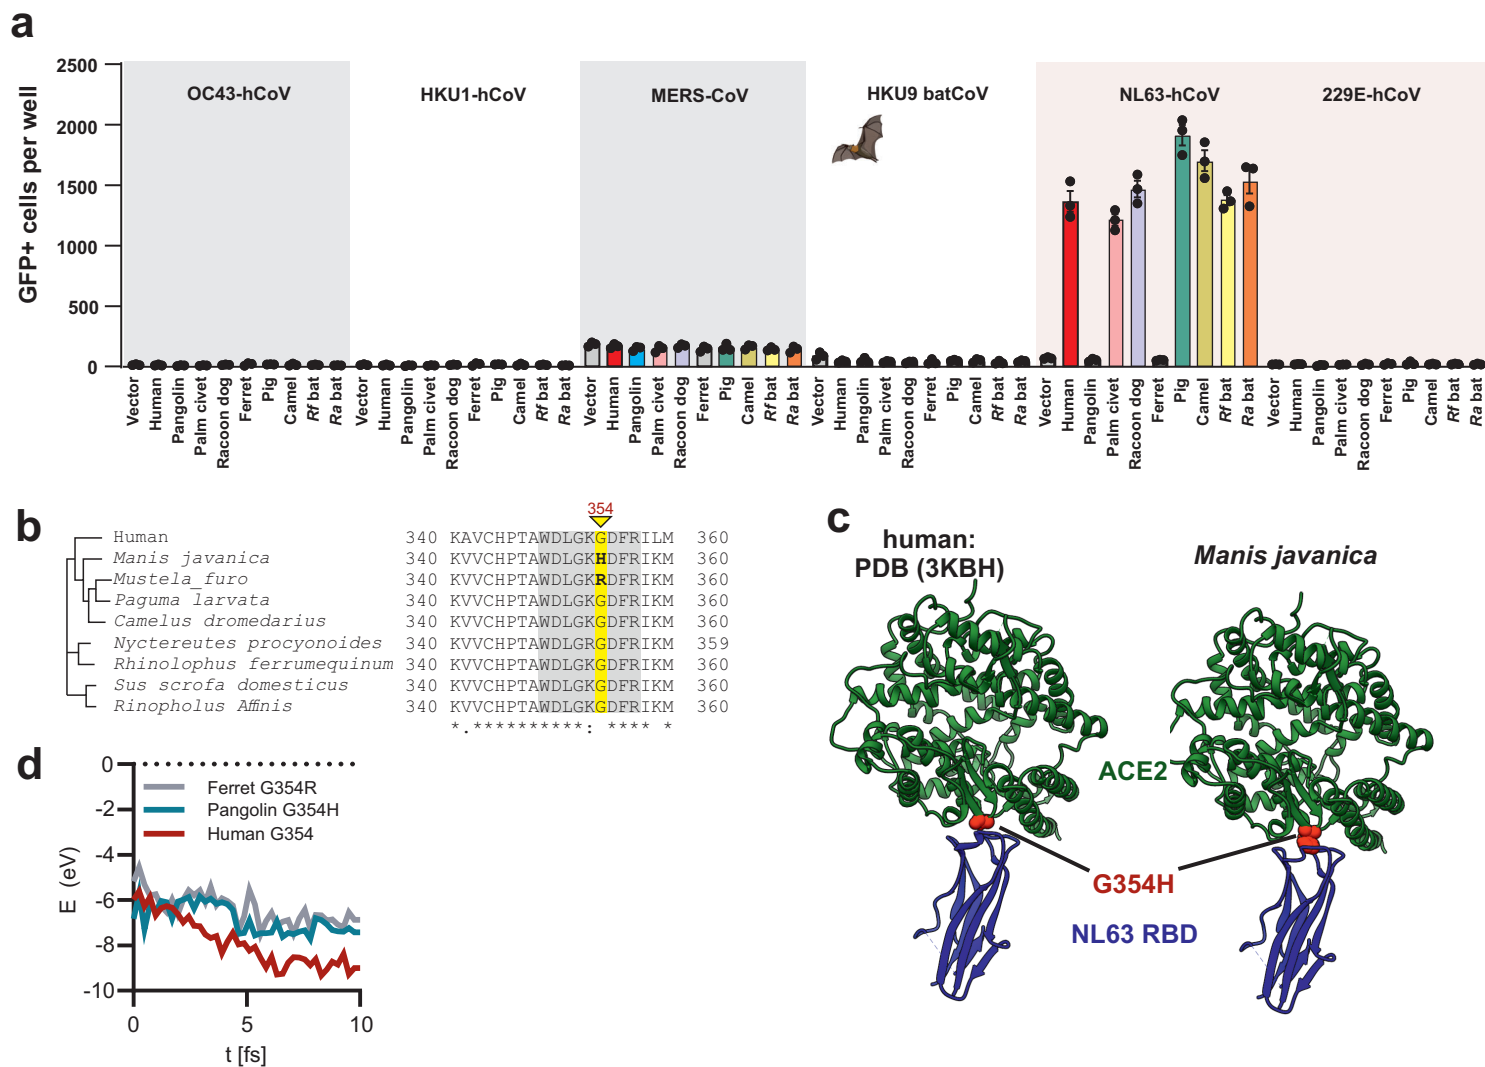 a
GFP+ cells per well
2500
2000
1500
1000
500
0
OC43-hCoV
HKU1-hCoV
MERS-CoV
HKU9 batCoV
NL63-hCoV
229E-hCoV
Vector
Human
Pangolin
Palm civet
Racoon dog
Ferret
Pig
Camel
Rf bat
Ra bat
Vector
Human
Pangolin
Palm civet
Racoon dog
Ferret
Pig
Camel
Rf bat
Ra bat
Vector
Human
Pangolin
Palm civet
Racoon dog
Ferret
Pig
Camel
Rf bat
Ra bat
Vector
Human
Pangolin
Palm civet
Racoon dog
Ferret
Pig
Camel
Rf bat
Ra bat
Vector
Human
Pangolin
Palm civet
Racoon dog
Ferret
Pig
Camel
Rf bat
Ra bat
Vector
Human
Pangolin
Palm civet
Racoon dog
Ferret
Pig
Camel
Rf bat
Ra bat
b
354
Human 340 KAVCHPTAWDLGKGDFRILM 360
Manis javanica 340 KVVCHPTAWDLGKHDFRIKM 360
Mustela_furo 340 KVVCHPTAWDLGKRDFRIKM 360
Paguma larvata 340 KVVCHPTAWDLGKGDFRIKM 360
Camelus dromedarius 340 KVVCHPTAWDLGKGDFRIKM 360
Nyctereutes procyonoides 340 KVVCHPTAWDLGRGDFRIKM 359
Rhinolophus ferrumequinum 340 KVVCHPTAWDLGKGDFRIKM 360
Sus scrofa domesticus 340 KVVCHPTAWDLGKGDFRIKM 360
Rinopholus Affinis 340 KVVCHPTAWDLGKGDFRIKM 360
*.**********: **** *
c
human:
PDB (3KBH)
Manis javanica
ACE2
G354H
NL63 RBD
d
E (eV)
0
-2
-4
-6
-8
-10
Ferret G354R
Pangolin G354H
Human G354
0
5
10
t [fs]